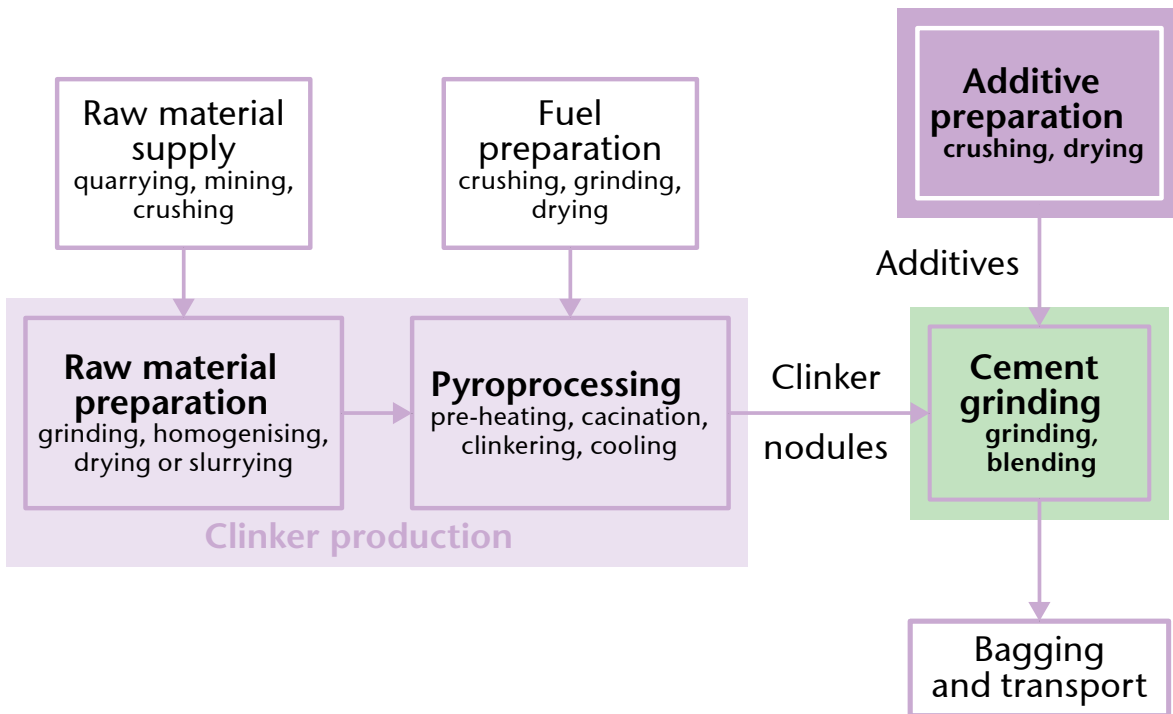 Raw material
supply
quarrying, mining,
crushing
Fuel
preparation
crushing, grinding,
drying
Additive
preparation
crushing, drying
Additives
Raw material
preparation
grinding, homogenising,
drying or slurrying
Pyroprocessing
pre-heating, cacination,
clinkering, cooling
Clinker production
Clinker
nodules
Cement
grinding
grinding,
blending
Bagging
and transport